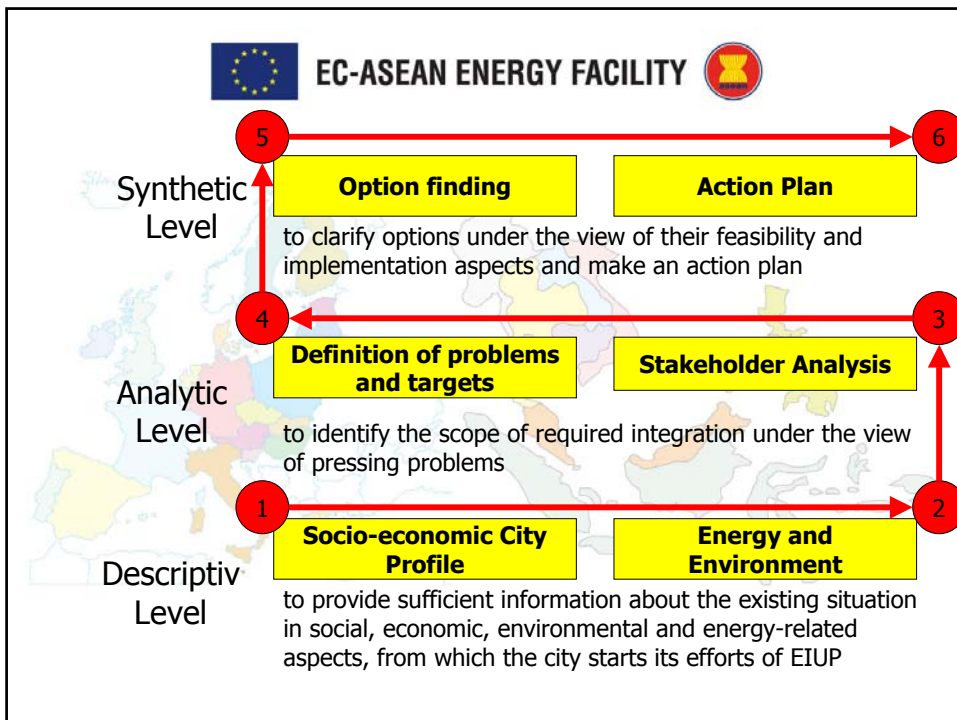 EC-ASEAN ENERGY FACILITY
5
6
Synthetic
Level
Option finding
Action Plan
to clarify options under the view of their feasibility and
implementation aspects and make an action plan
4
3
Analytic
Level
Definition of problems
and targets
Stakeholder Analysis
to identify the scope of required integration under the view
of pressing problems
1
2
Descriptiv
Level
Socio-economic City
Profile
Energy and
Environment
to provide sufficient information about the existing situation
in social, economic, environmental and energy-related
aspects, from which the city starts its efforts of EIUP